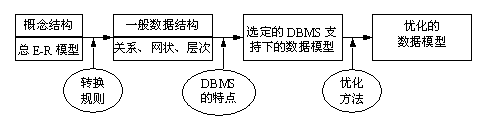 概念结构
总 E-R 模型
一般数据结构
关系、网状、层次
选定的 DBMS 支
持下的数据模型
优化的
数据模型
转换
规则
DBMS
的特点
优化
方法